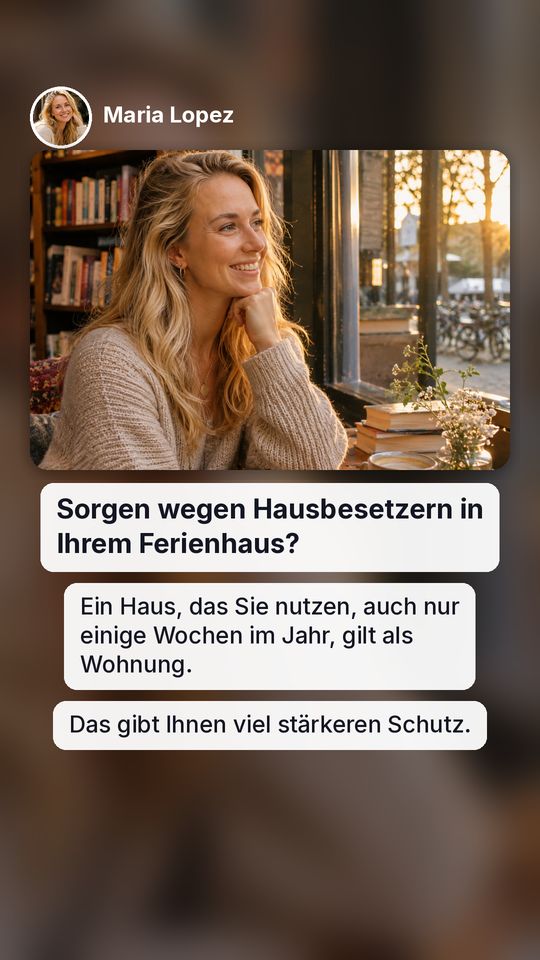 Maria Lopez
Sorgen wegen Hausbesetzern in
Ihrem Ferienhaus?
Ein Haus, das Sie nutzen, auch nur
einige Wochen im Jahr, gilt als
Wohnung.
Das gibt Ihnen viel stärkeren Schutz.